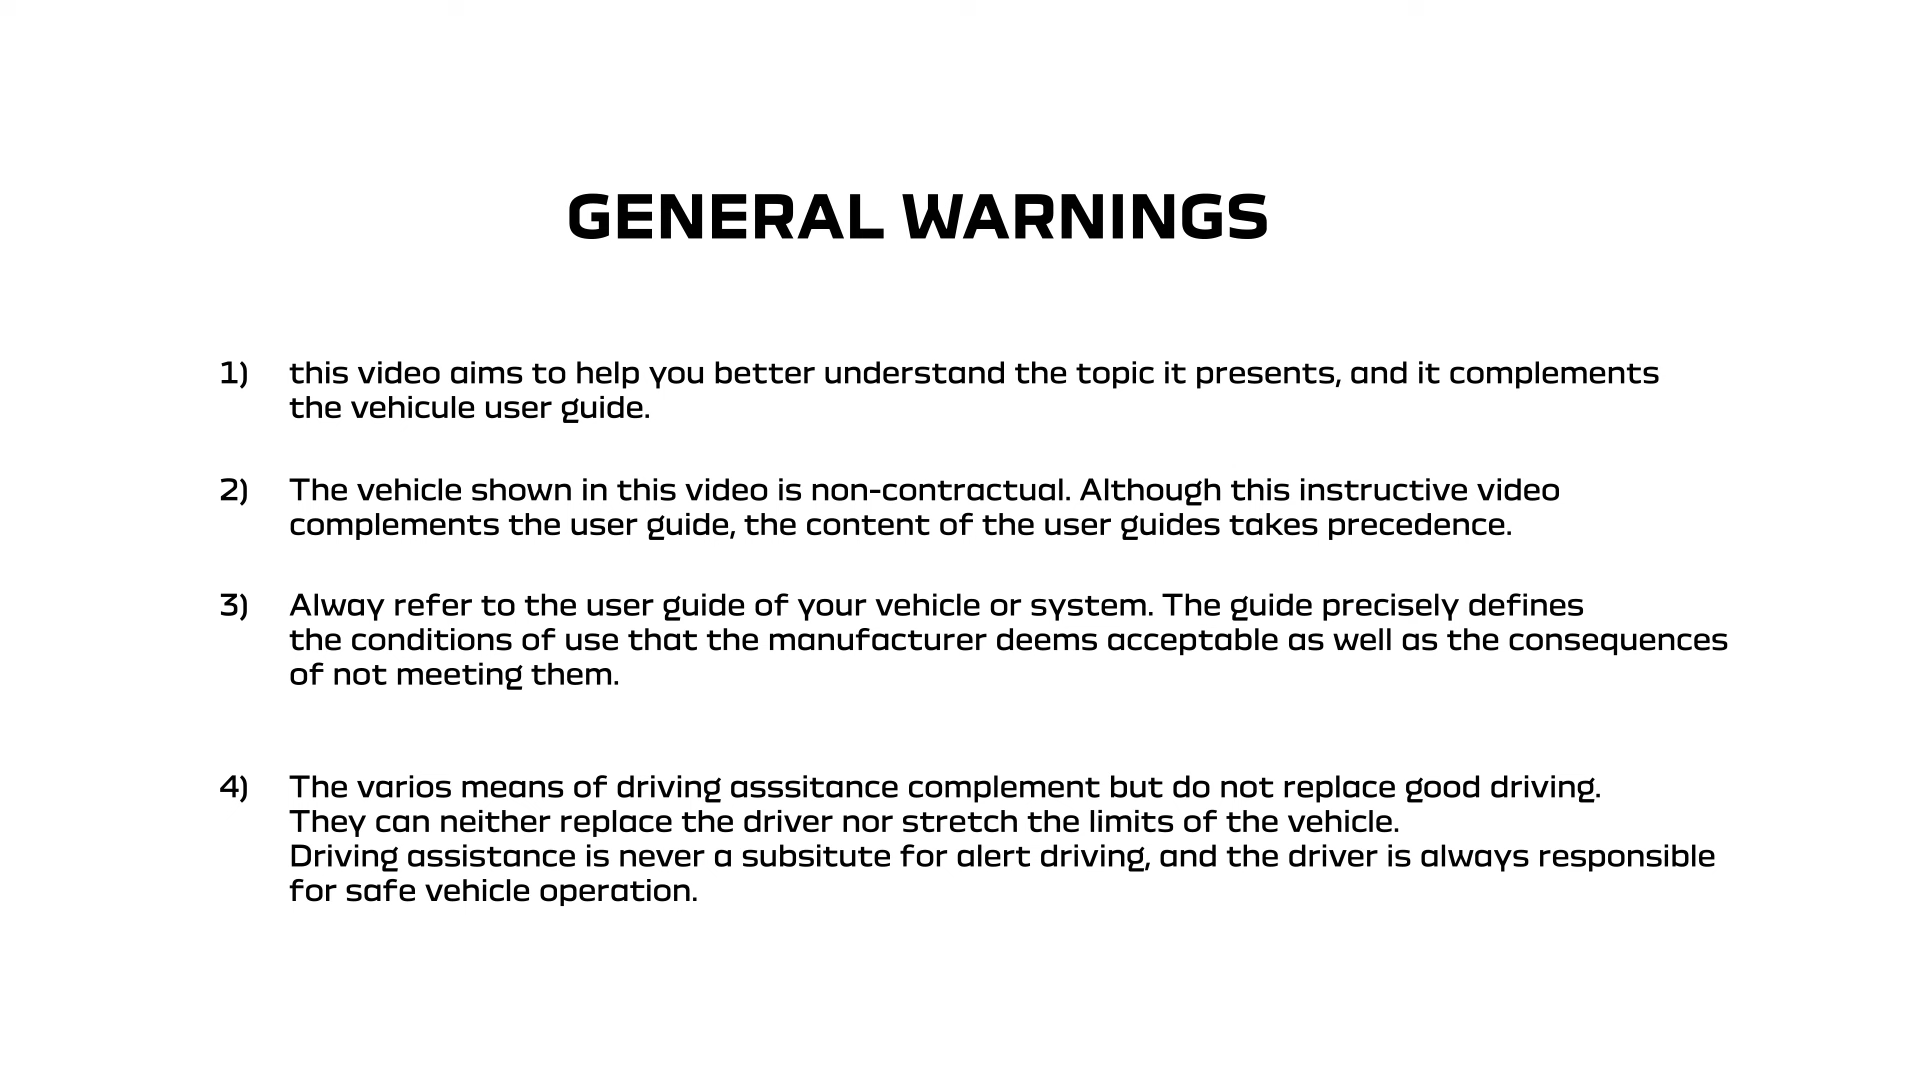 GENERAL WARNINGS
1) this video aims to help you better understand the topic it presents, and it complements
the vehicule user guide.
2) The vehicle shown in this video is non-contractual. Although this instructive video
complements the user guide, the content of the user guides takes precedence.
3) Alway refer to the user guide of your vehicle or system. The guide precisely defines
the conditions of use that the manufacturer deems acceptable as well as the consequences
of not meeting them.
4) The varios means of driving asssitance complement but do not replace good driving.
They can neither replace the driver nor stretch the limits of the vehicle.
Driving assistance is never a subsitute for alert driving, and the driver is always responsible
for safe vehicle operation.